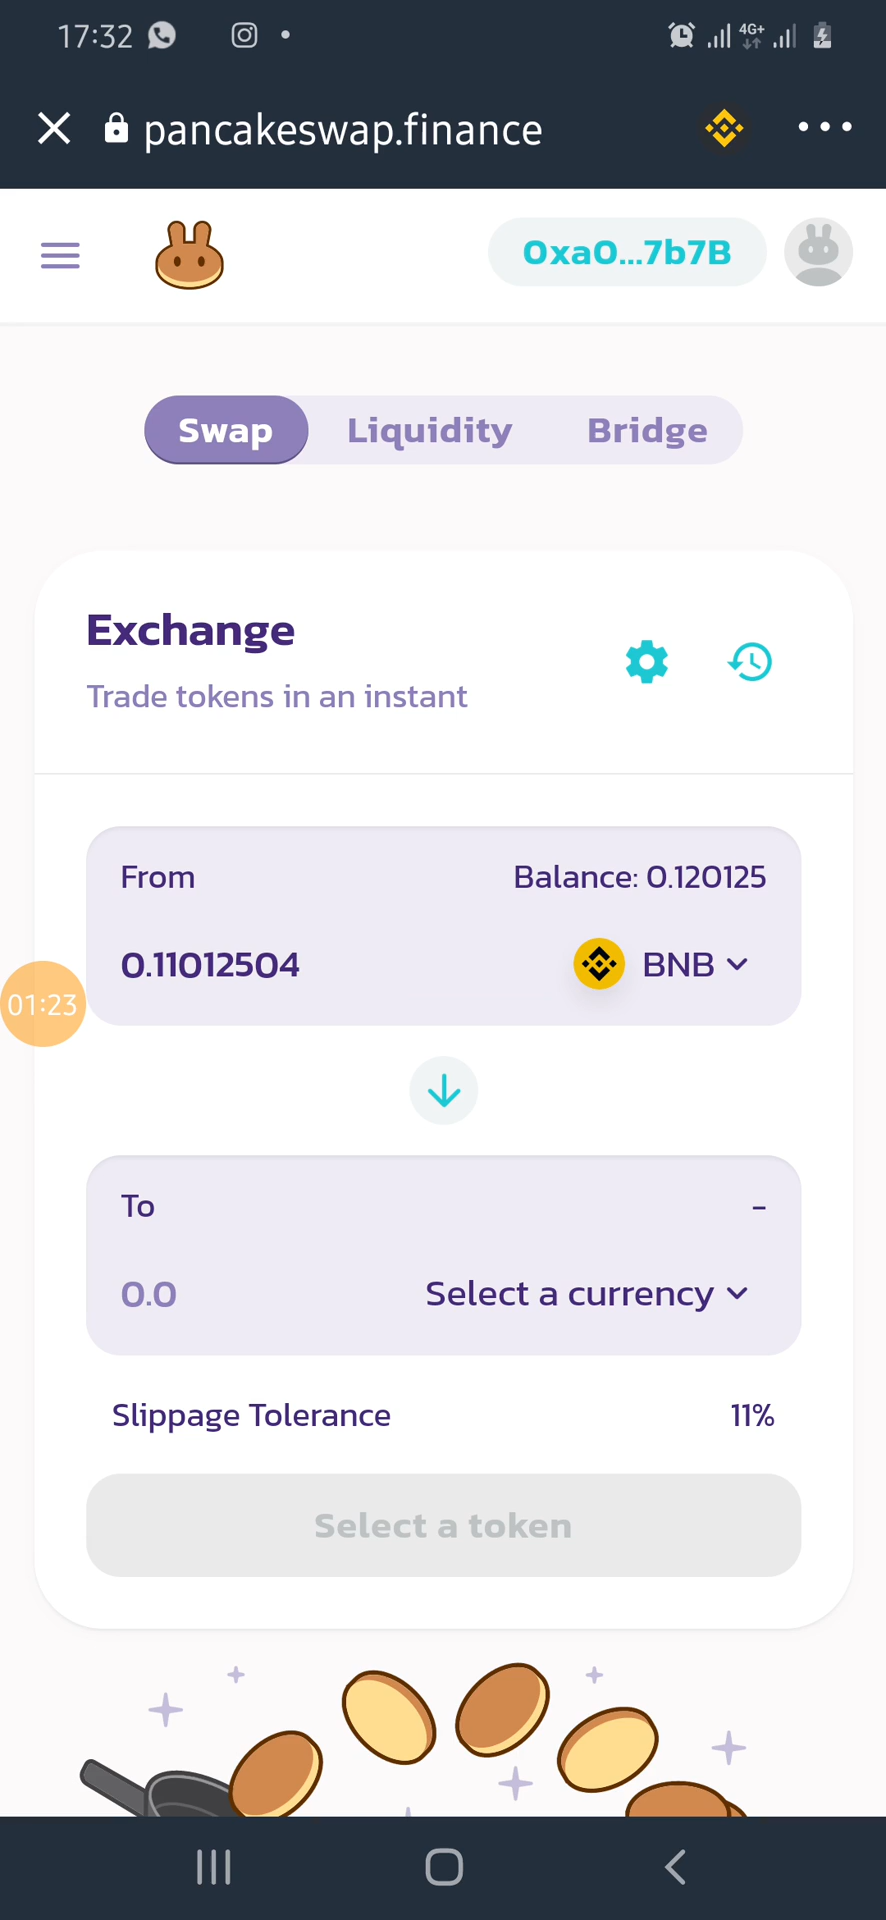 17:32
4G+
pancakeswap.finance
0xa0...7b7B
Swap Liquidity Bridge
Exchange
Trade tokens in an instant
From Balance: 0.120125
0.11012504 BNB
01:23
To -
0.0 Select a currency
Slippage Tolerance 11%
Select a token